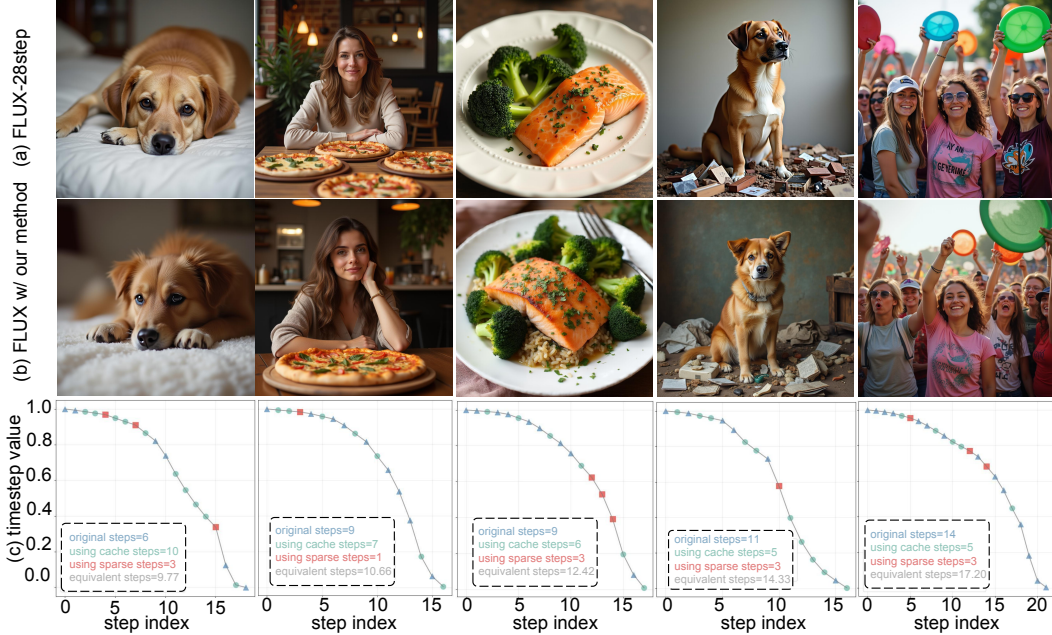 (a) FLUX-28step
(b) FLUX w/ our method
(c) timestep value
1.0
0.8
0.6
0.4
0.2
0.0
original steps=6
using cache steps=10
using sparse steps=3
equivalent steps=9.77
0 5 10 15
step index
original steps=9
using cache steps=7
using sparse steps=1
equivalent steps=10.66
0 5 10 15
step index
original steps=9
using cache steps=6
using sparse steps=3
equivalent steps=12.42
0 5 10 15
step index
original steps=11
using cache steps=5
using sparse steps=3
equivalent steps=14.33
0 5 10 15
step index
original steps=14
using cache steps=5
using sparse steps=3
equivalent steps=17.20
0 5 10 15 20
step index